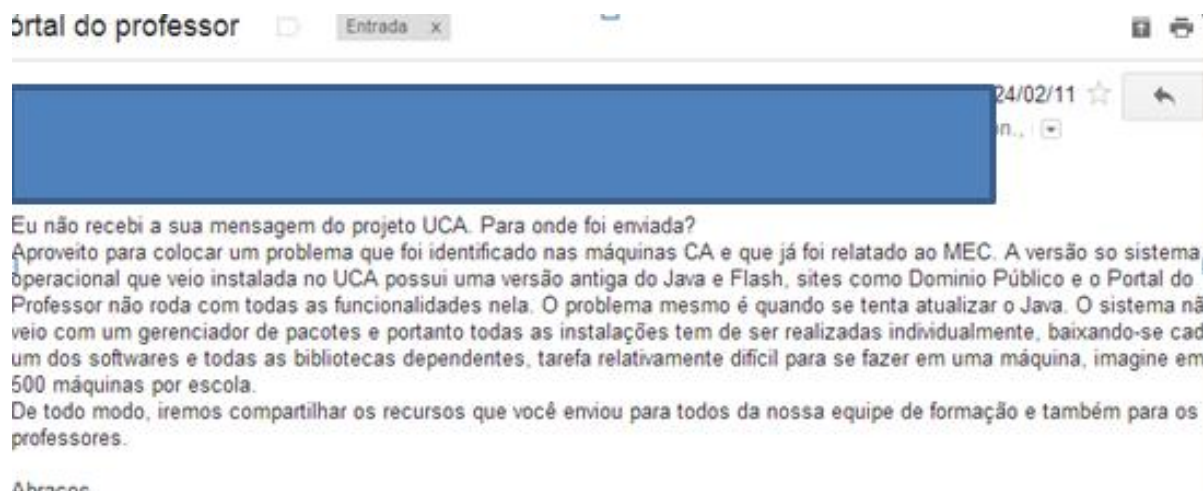 órtal do professor Entrada x
24/02/11
Eu não recebi a sua mensagem do projeto UCA. Para onde foi enviada?
Aproveito para colocar um problema que foi identificado nas máquinas CA e que já foi relatado ao MEC. A versão so sistema
operacional que veio instalada no UCA possui uma versão antiga do Java e Flash, sites como Dominio Público e o Portal do
Professor não roda com todas as funcionalidades nela. O problema mesmo é quando se tenta atualizar o Java. O sistema nã
veio com um gerenciador de pacotes e portanto todas as instalações tem de ser realizadas individualmente, baixando-se cad
um dos softwares e todas as bibliotecas dependentes, tarefa relativamente difícil para se fazer em uma máquina, imagine em
500 máquinas por escola.
De todo modo, iremos compartilhar os recursos que você enviou para todos da nossa equipe de formação e também para os
professores.
Abraços